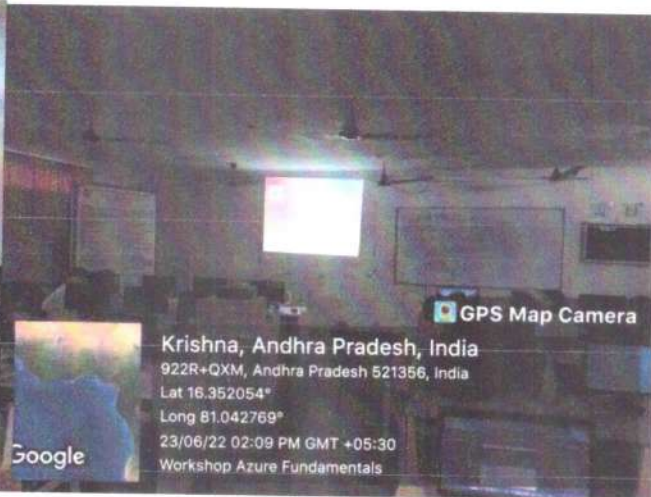 GPS Map Camera
Krishna, Andhra Pradesh, India
922R+QXM, Andhra Pradesh 521356, India
Lat 16.352054°
Long 81.042769°
23/06/22 02:09 PM GMT +05:30
Workshop Azure Fundamentals
Google